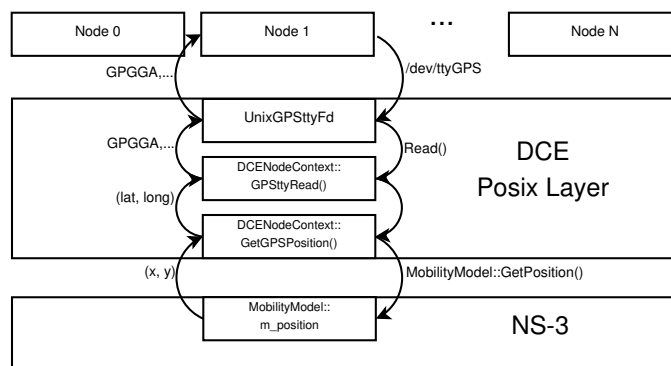 ...
Node 0
Node 1
Node N
GPGGA,...
/dev/ttyGPS
UnixGPSttyFd
GPGGA,...
Read()
DCE
Posix Layer
DCENodeContext::
GPSttyRead()
(lat, long)
DCENodeContext::
GetGPSPosition()
(x, y)
MobilityModel::GetPosition()
MobilityModel::
m_position
NS-3